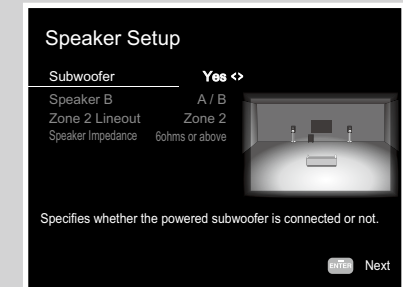 Speaker Setup
Subwoofer Yes <>
Speaker B A / B
Zone 2 Lineout Zone 2
Speaker Impedance 6ohms or above
Specifies whether the powered subwoofer is connected or not.
ENTER Next